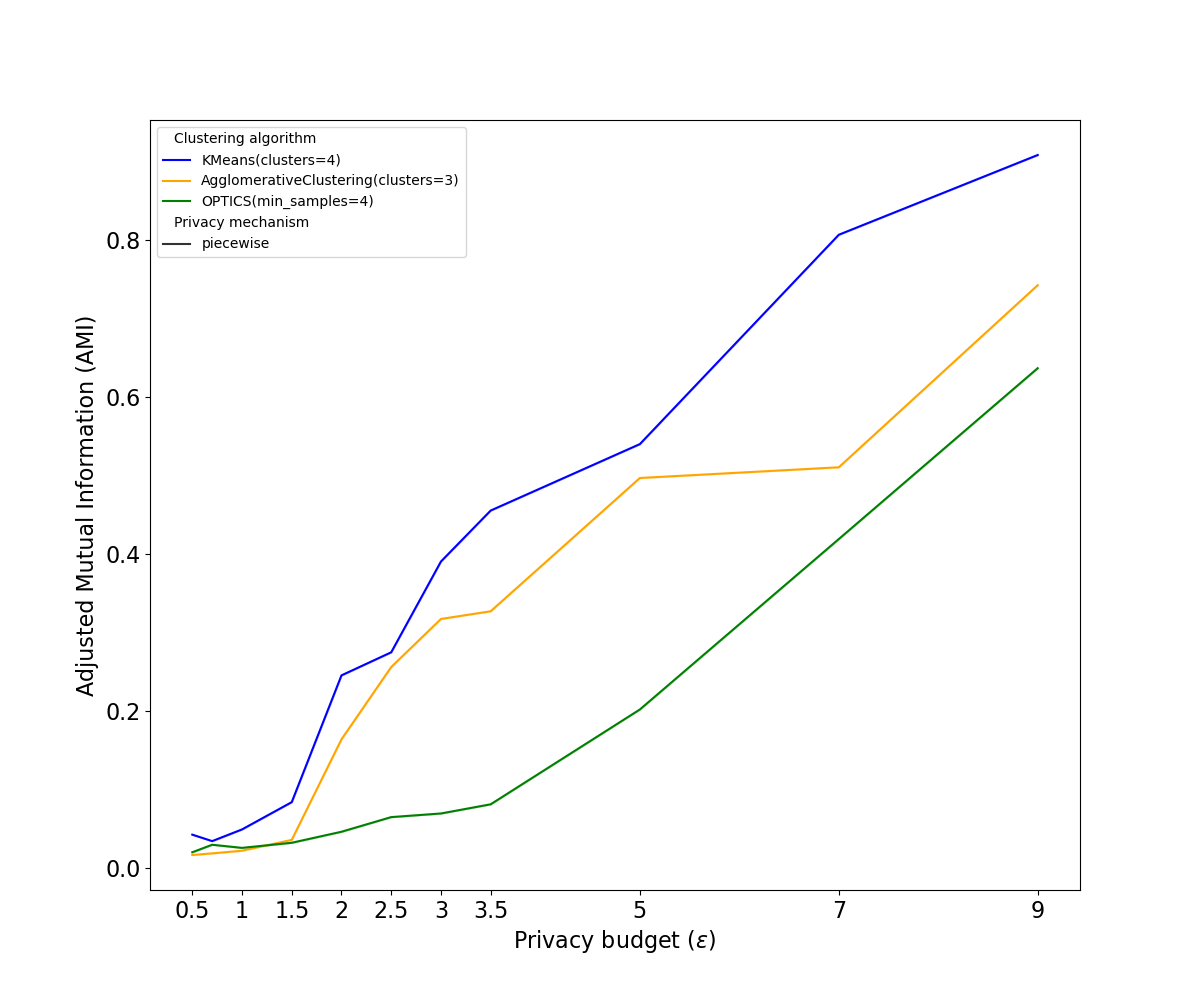 Clustering algorithm
KMeans(clusters=4)
AgglomerativeClustering(clusters=3)
OPTICS(min_samples=4)
Privacy mechanism
piecewise
Adjusted Mutual Information (AMI)
0.8
0.6
0.4
0.2
0.0
0.5 1 1.5 2 2.5 3 3.5 5 7 9
Privacy budget (ε)